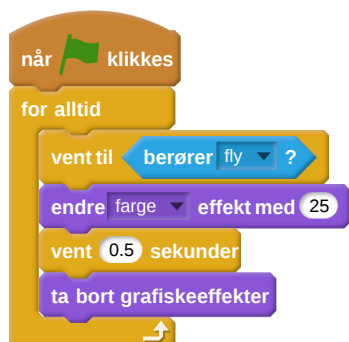 når klikkes
for alltid
vent til berører fly ?
endre farge effekt med 25
vent 0.5 sekunder
ta bort grafiskeeffekter